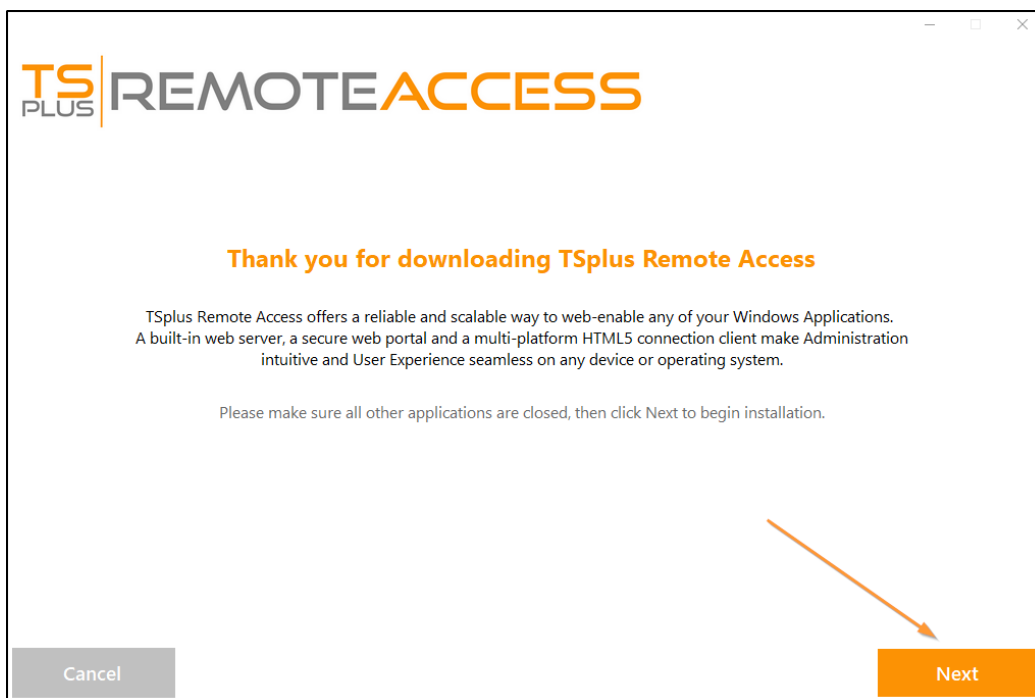 TS PLUS REMOTEACCESS
Thank you for downloading TSplus Remote Access
TSplus Remote Access offers a reliable and scalable way to web-enable any of your Windows Applications.
A built-in web server, a secure web portal and a multi-platform HTML5 connection client make Administration
intuitive and User Experience seamless on any device or operating system.
Please make sure all other applications are closed, then click Next to begin installation.
Cancel
Next